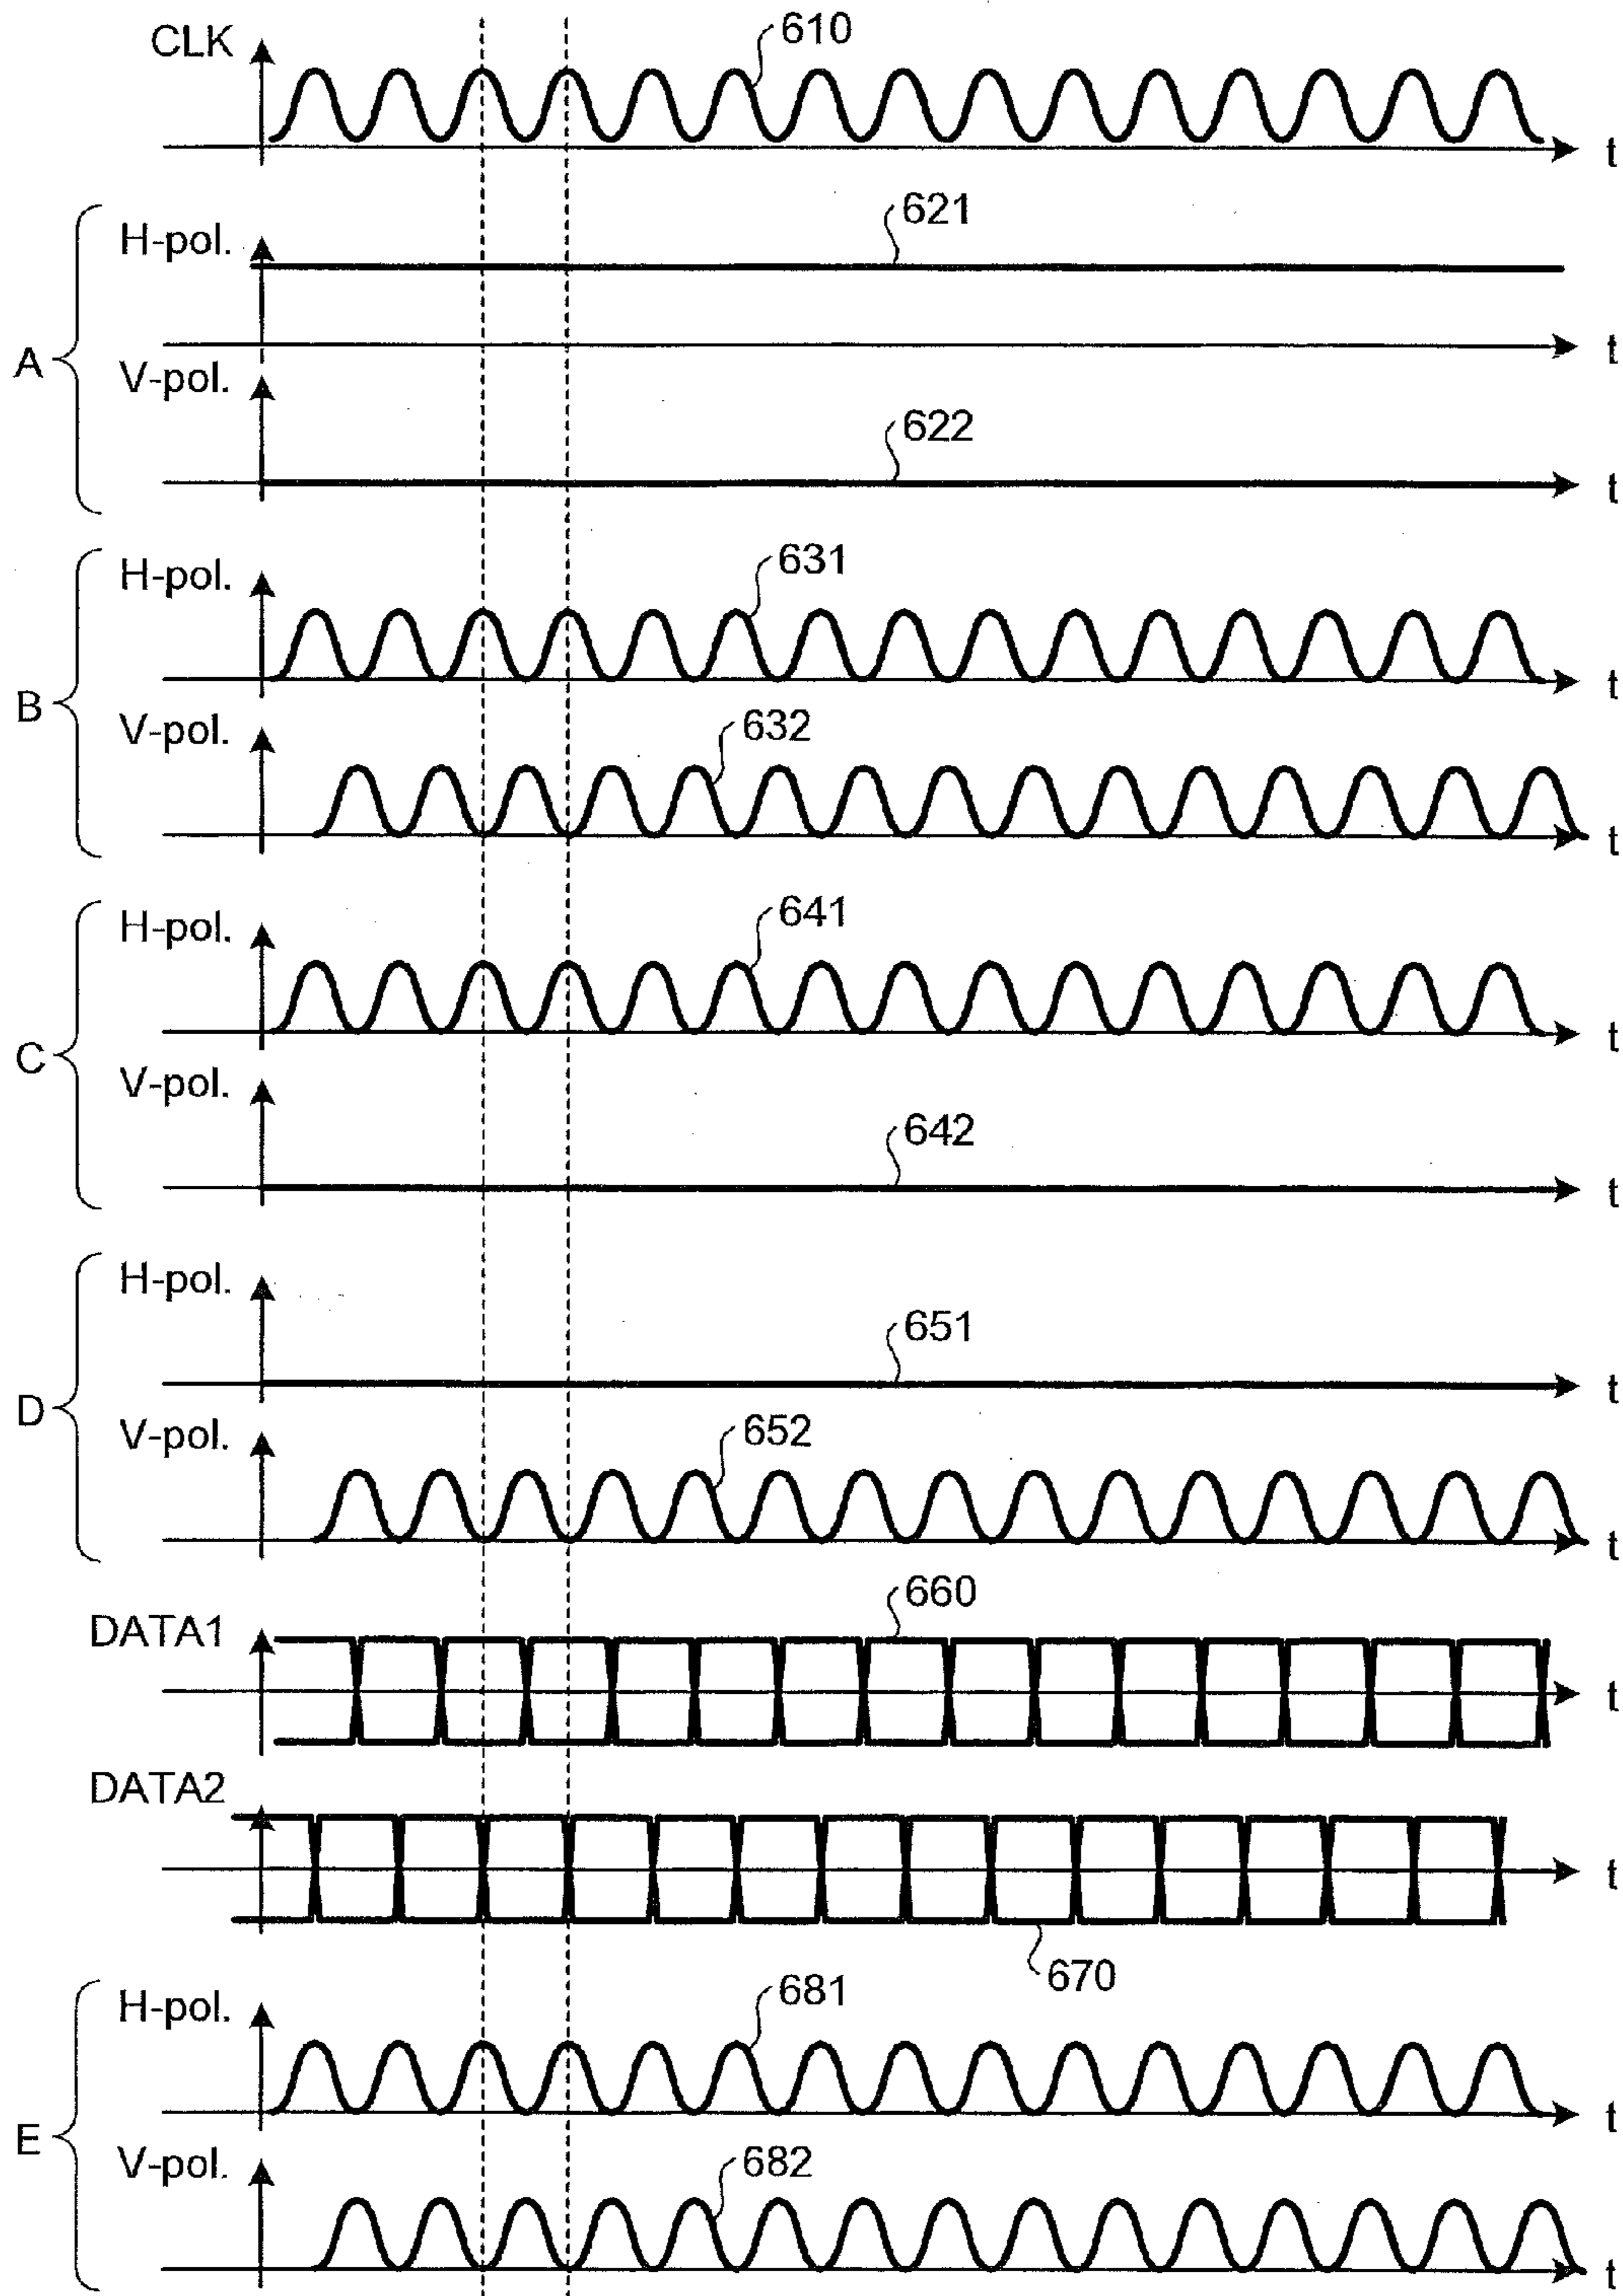 CLK
610
t
A
H-pol.
621
t
V-pol.
622
t
B
H-pol.
631
t
V-pol.
632
t
C
H-pol.
641
t
V-pol.
642
t
D
H-pol.
651
t
V-pol.
652
t
DATA1
660
t
DATA2
t
670
E
H-pol.
681
t
V-pol.
682
t